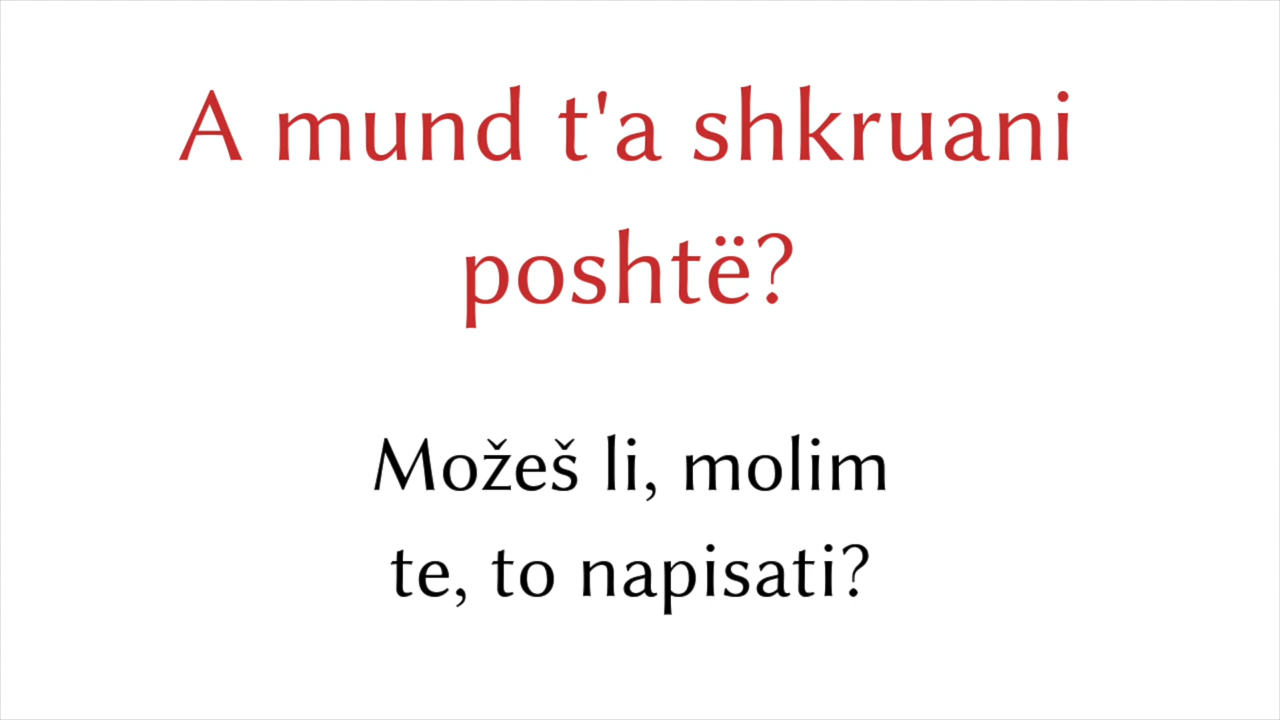 A mund t'a shkruani
poshtë?
Možeš li, molim
te, to napisati?